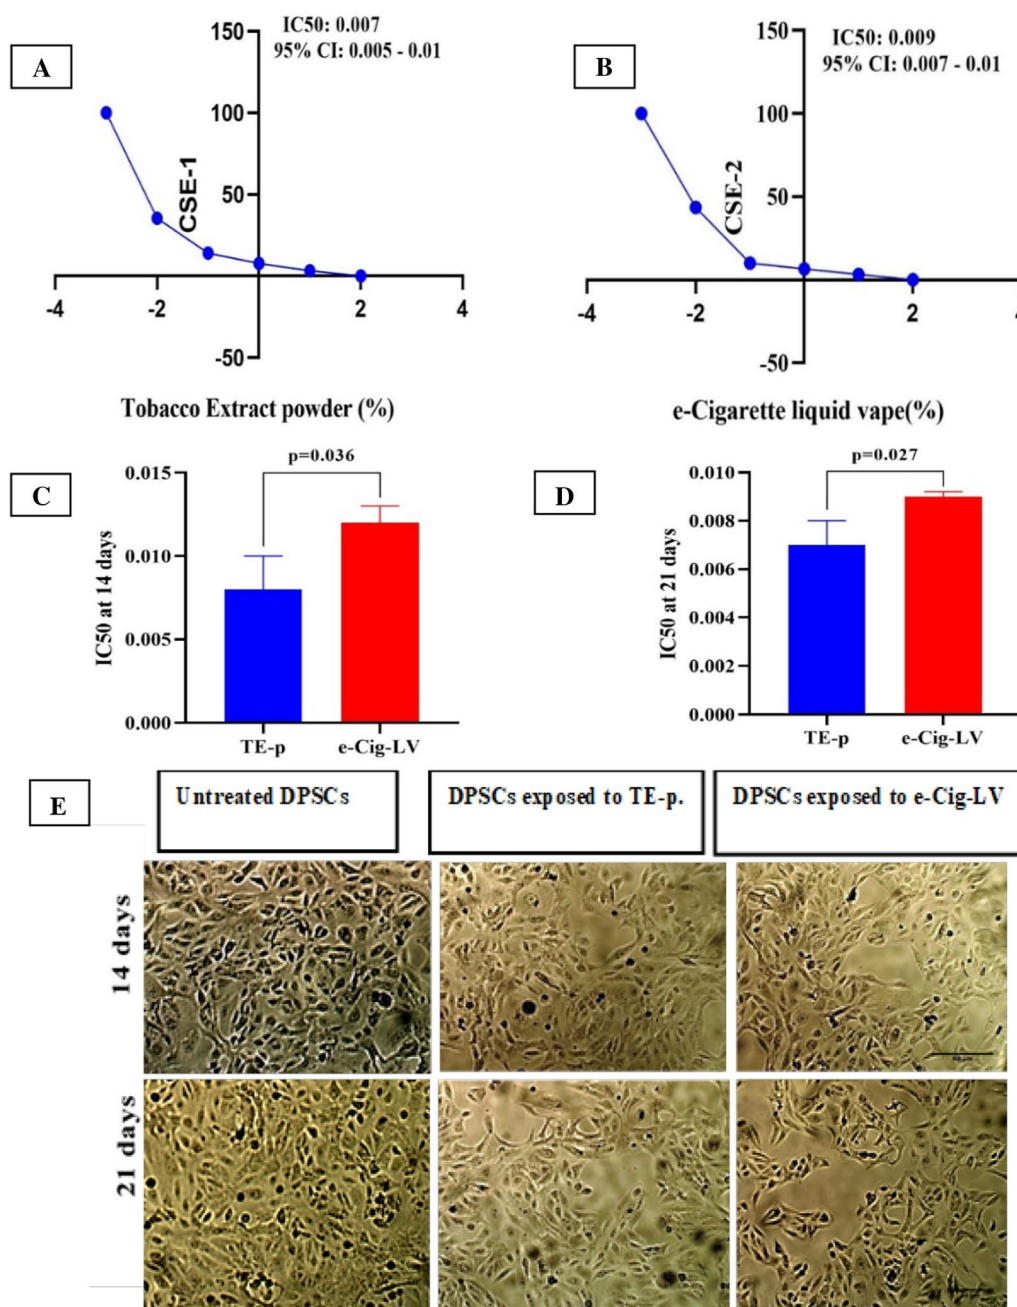 A
IC50: 0.007
95% CI: 0.005 - 0.01
150
100
50
-50
-4
-2
2
4
CSE-1
Tobacco Extract powder (%)
B
IC50: 0.009
95% CI: 0.007 - 0.01
150
100
50
-50
-4
-2
2
4
CSE-2
e-Cigarette liquid vape(%)
C
p=0.036
0.015
0.010
0.005
0.000
IC50 at 14 days
TE-p
e-Cig-LV
D
p=0.027
0.010
0.008
0.006
0.004
0.002
0.000
IC50 at 21 days
TE-p
e-Cig-LV
E
Untreated DPSCs
DPSCs exposed to TE-p.
DPSCs exposed to e-Cig-LV
14 days
21 days